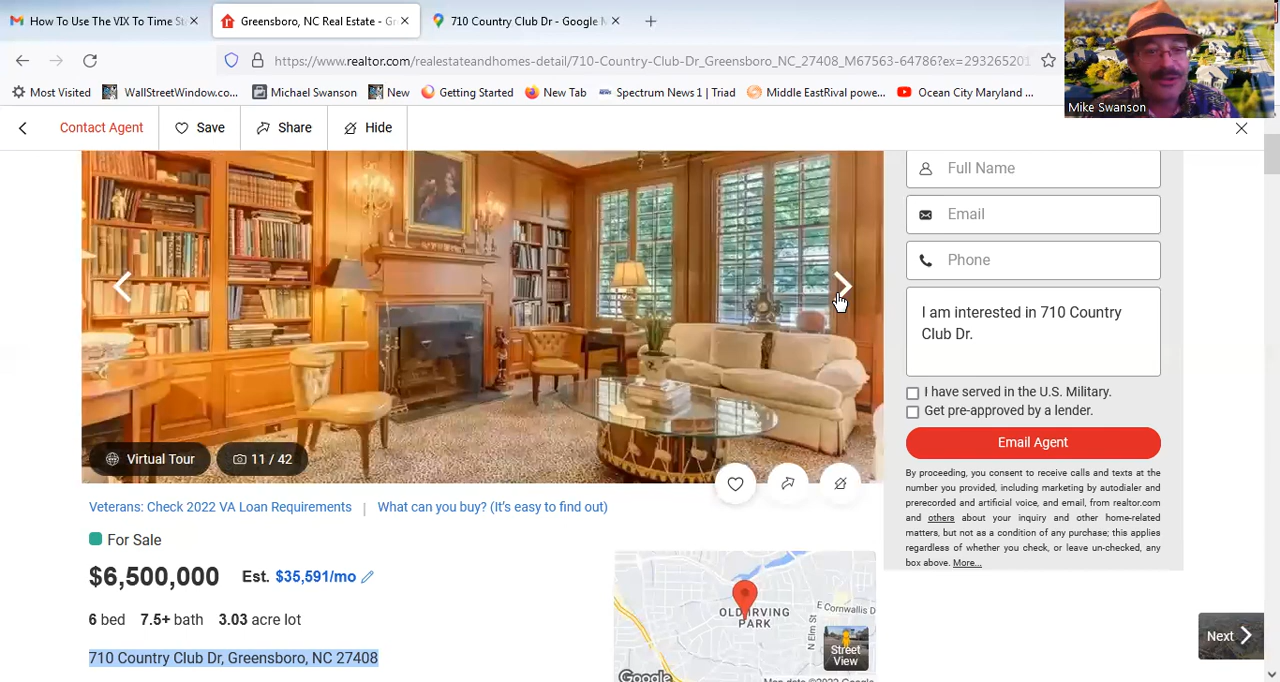 How To Use The VIX To Time St
Greensboro, NC Real Estate - Gr
710 Country Club Dr - Google M
https://www.realtor.com/realestateandhomes-detail/710-Country-Club-Dr_Greensboro_NC_27408_M67563-64786?ex=293265201
Most Visited
WallStreetWindow.co...
Michael Swanson
New
Getting Started
New Tab
Spectrum News 1 | Triad
Middle EastRival powe...
Ocean City Maryland ...
Mike Swanson
Contact Agent
Save
Share
Hide
Full Name
Email
Phone
I am interested in 710 Country
Club Dr.
I have served in the U.S. Military.
Get pre-approved by a lender.
Email Agent
By proceeding, you consent to receive calls and texts at the
number you provided, including marketing by autodialer and
prerecorded and artificial voice, and email, from realtor.com
and others about your inquiry and other home-related
matters, but not as a condition of any purchase; this applies
regardless of whether you check, or leave un-checked, any
box above. More...
Virtual Tour
11 / 42
Veterans: Check 2022 VA Loan Requirements | What can you buy? (It's easy to find out)
For Sale
$6,500,000 Est. $35,591/mo
6 bed 7.5+ bath 3.03 acre lot
710 Country Club Dr, Greensboro, NC 27408
OLD IRVING
PARK
E Cornwallis D
N Elm St
Street
View
Google
Next